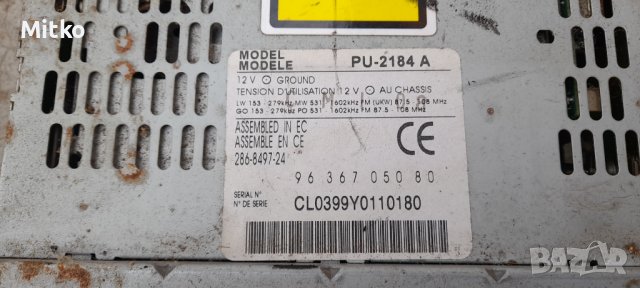 Mitko
MODEL
MODELE
PU-2184 A
12 V ⊖ GROUND
TENSION D'UTILISATION 12 V ⊖ AU CHASSIS
LW 153 - 279kHz MW 531 - 1602kHz FM (UKW) 87.5 - 108 MHz
GO 153 - 279kHz PO 531 - 1602kHz FM 87.5 - 108 MHz
ASSEMBLED IN EC
ASSEMBLE EN CE
286-8497-24
CE
96 367 050 80
SERIAL N°
N° DE SERIE
CL0399Y0110180
bazar.bg